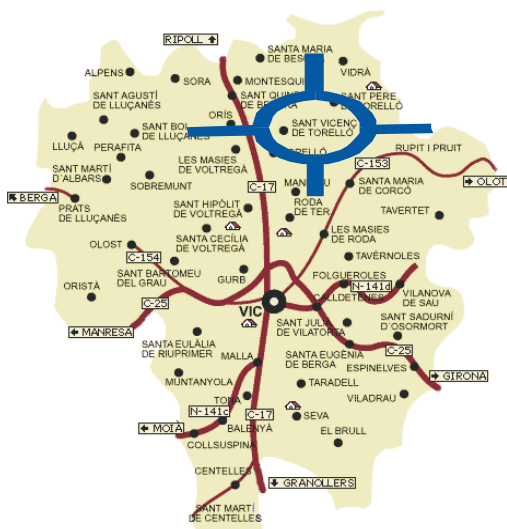 RIPOLL
SANTA MARIA
DE BES
VIDRÀ
ALPENS
SORA
MONTESQUI
SANT QUIN
DE B
SANT PERE
DE ORELLÓ
SANT AGUSTÍ
DE LLUÇANÈS
ORÍS
SANT VICENÇ
DE TORELLÓ
SANT BOI
DE LLUÇANÈS
LLUÇÀ
PERAFITA
LES MASIES
DE VOLTREGÀ
RELLÓ
RUPIT I PRUIT
C-153
SANT MARTÍ
D'ALBARS
SOBREMUNT
C-17
MAN U
SANTA MARIA
DE CORCÓ
OLOT
BERGA
PRATS
DE LLUÇANÈS
SANT HIPÒLIT
DE VOLTREGÀ
RODA
DE TER
TAVERTET
OLOST
SANTA CECÍLIA
DE VOLTREGÀ
LES MASIES
DE RODA
C-154
TAVÈRNOLES
SANT BARTOMEU
DEL GRAU
GURB
FOLGUEROLES
ORISTÀ
C-25
N-141d
VILANOVA
DE SAU
CALLDETENES
VIC
MANRESA
SANT JULIÀ
DE VILATORTA
SANT SADURNÍ
D'OSORMORT
SANTA EULÀLIA
DE RIUPRIMER
MALLA
SANTA EUGÈNIA
DE BERGA
C-25
ESPINELVES
GIRONA
MUNTANYOLA
TARADELL
TONA
VILADRAU
N-141c
C-17
SEVA
MOIÀ
BALENYÀ
COLLSUSPINA
EL BRULL
CENTELLES
GRANOLLERS
SANT MARTÍ
DE CENTELLES